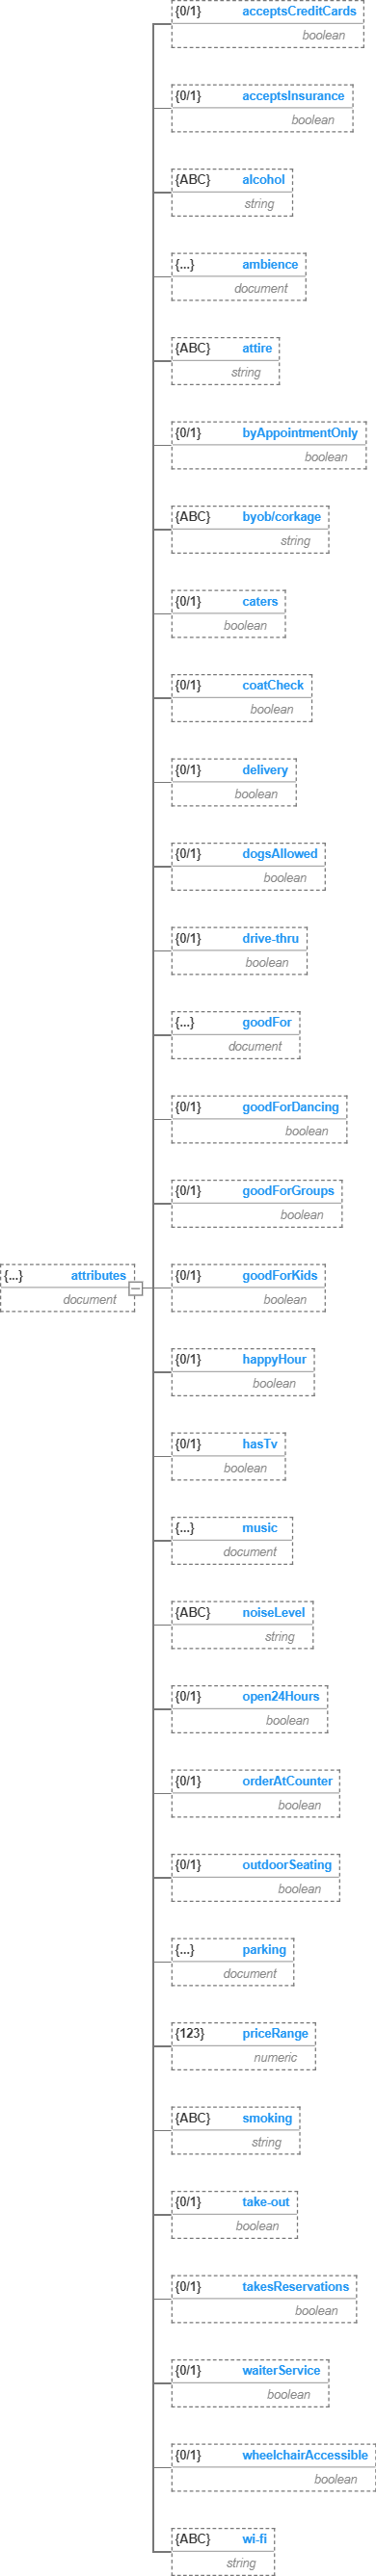 {0/1} acceptsCreditCards
boolean
{0/1} acceptsInsurance
boolean
{ABC} alcohol
string
{...} ambience
document
{ABC} attire
string
{0/1} byAppointmentOnly
boolean
{ABC} byob/corkage
string
{0/1} caters
boolean
{0/1} coatCheck
boolean
{0/1} delivery
boolean
{0/1} dogsAllowed
boolean
{0/1} drive-thru
boolean
{...} goodFor
document
{0/1} goodForDancing
boolean
{0/1} goodForGroups
boolean
{...} attributes
document
{0/1} goodForKids
boolean
{0/1} happyHour
boolean
{0/1} hasTv
boolean
{...} music
document
{ABC} noiseLevel
string
{0/1} open24Hours
boolean
{0/1} orderAtCounter
boolean
{0/1} outdoorSeating
boolean
{...} parking
document
{123} priceRange
numeric
{ABC} smoking
string
{0/1} take-out
boolean
{0/1} takesReservations
boolean
{0/1} waiterService
boolean
{0/1} wheelchairAccessible
boolean
{ABC} wi-fi
string